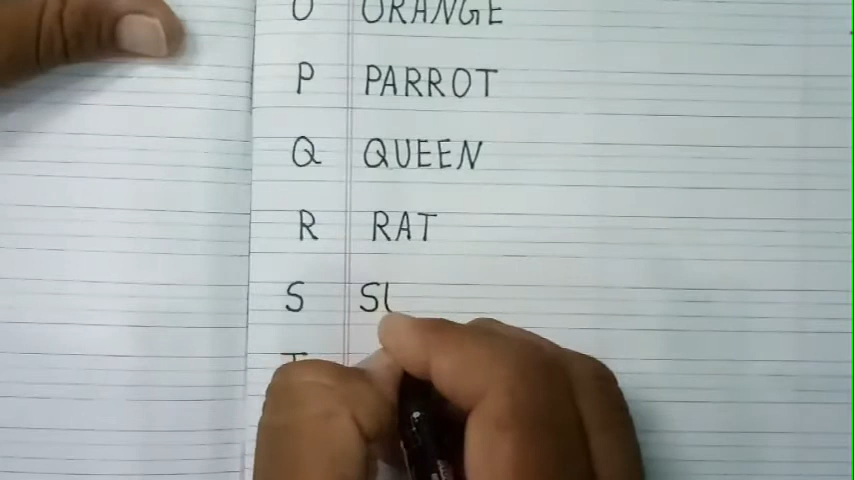 O ORANGE
P PARROT
Q QUEEN
R RAT
S S
T